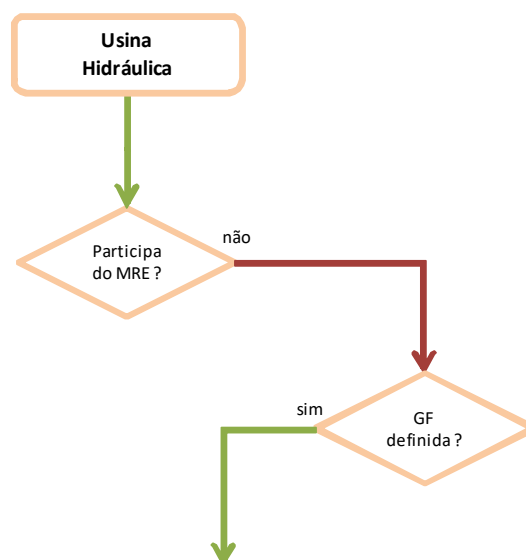 Usina
Hidráulica
Participa
do MRE ?
não
sim
GF
definida ?